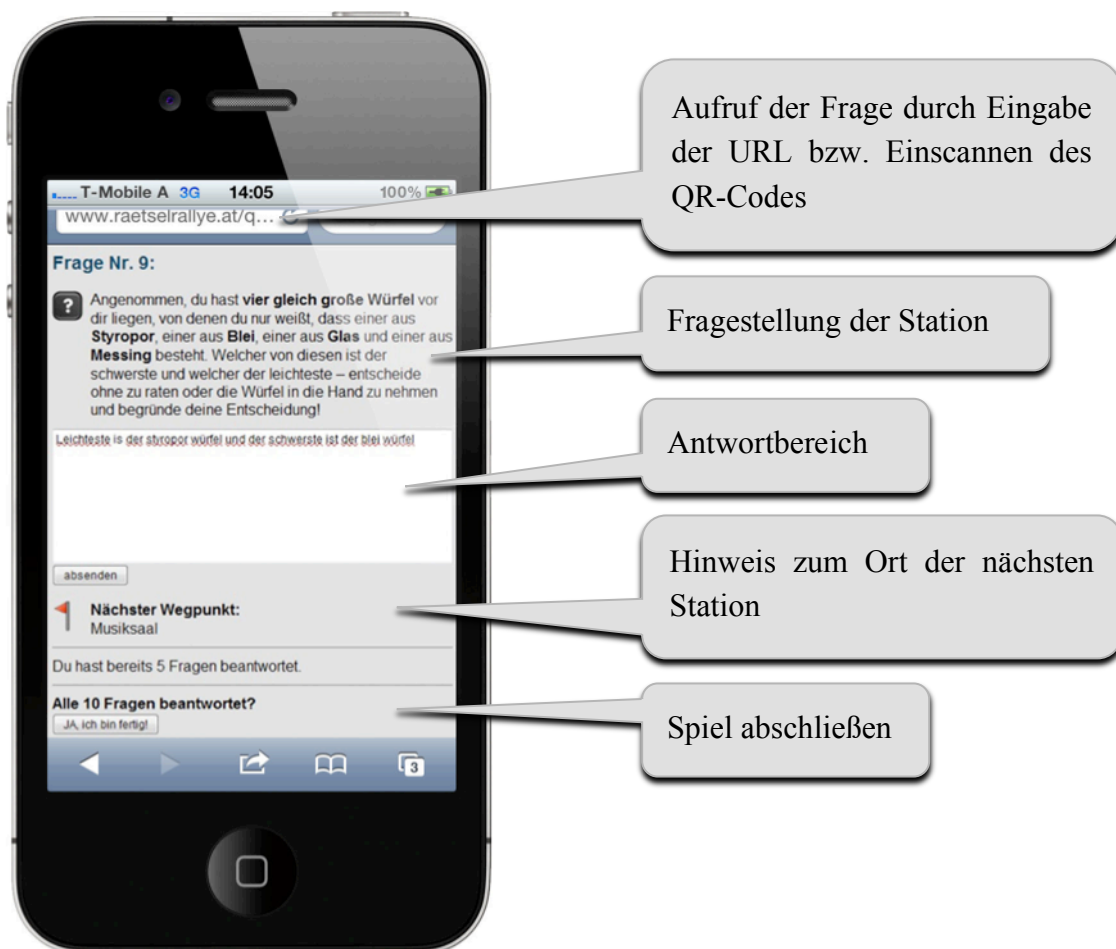 T-Mobile A 3G 14:05 100%
www.raetselrallye.at/q...
Frage Nr. 9:
? Angenommen, du hast vier gleich große Würfel vor
dir liegen, von denen du nur weißt, dass einer aus
Styropor, einer aus Blei, einer aus Glas und einer aus
Messing besteht. Welcher von diesen ist der
schwerste und welcher der leichteste – entscheide
ohne zu raten oder die Würfel in die Hand zu nehmen
und begründe deine Entscheidung!
Leichteste is der styropor würfel und der schwerste ist der blei würfel
absenden
Nächster Wegpunkt:
Musiksaal
Du hast bereits 5 Fragen beantwortet.
Alle 10 Fragen beantwortet?
JA, ich bin fertig!
3
Aufruf der Frage durch Eingabe
der URL bzw. Einscannen des
QR-Codes
Fragestellung der Station
Antwortbereich
Hinweis zum Ort der nächsten
Station
Spiel abschließen